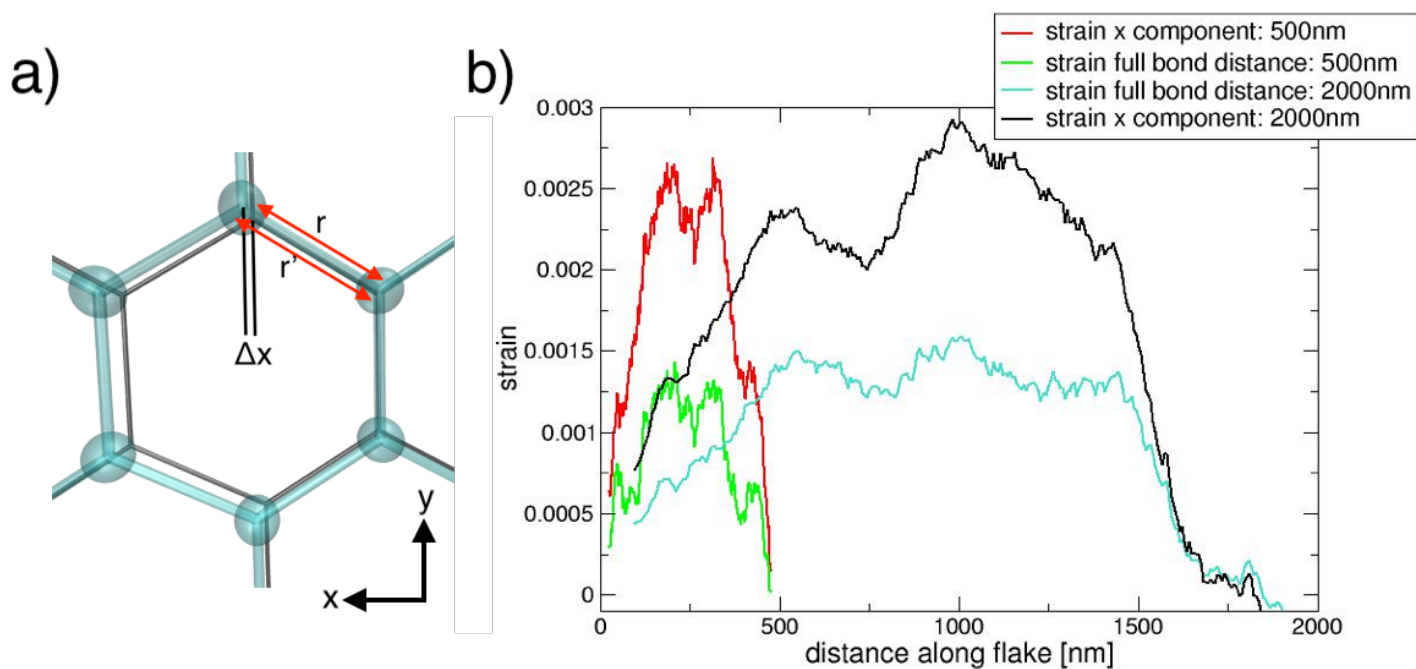 a)
r
r'
Δx
y
x
b)
strain x component: 500nm
strain full bond distance: 500nm
strain full bond distance: 2000nm
strain x component: 2000nm
0.003
0.0025
0.002
0.0015
0.001
0.0005
0
strain
0 500 1000 1500 2000
distance along flake [nm]